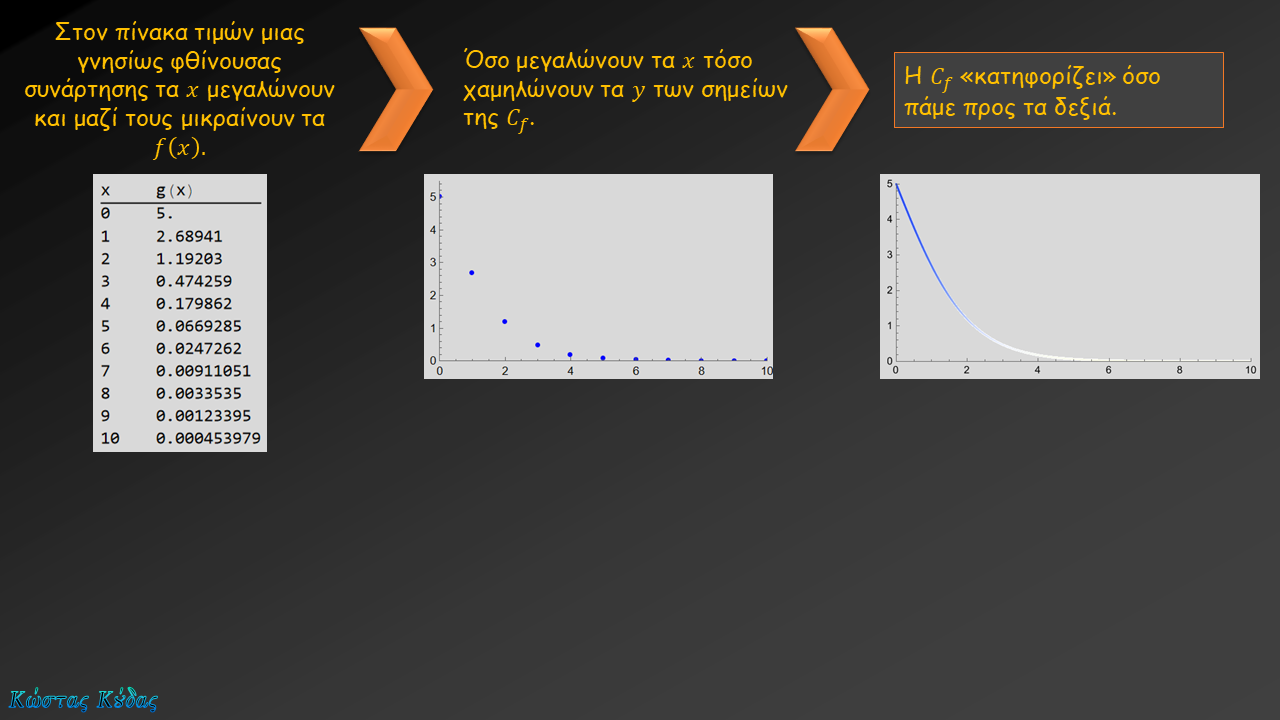 Στον πίνακα τιμών μιας
γνησίως φθίνουσας
συνάρτησης τα x μεγαλώνουν
και μαζί τους μικραίνουν τα
f(x).
Όσο μεγαλώνουν τα x τόσο
χαμηλώνουν τα y των σημείων
της C_f.
Η C_f «κατηφορίζει» όσο
πάμε προς τα δεξιά.
x g(x)
0 5.
1 2.68941
2 1.19203
3 0.474259
4 0.179862
5 0.0669285
6 0.0247262
7 0.00911051
8 0.0033535
9 0.00123395
10 0.000453979
5
4
3
2
1
0
0 2 4 6 8 10
5
4
3
2
1
0
0 2 4 6 8 10
Κώστας Κύδας